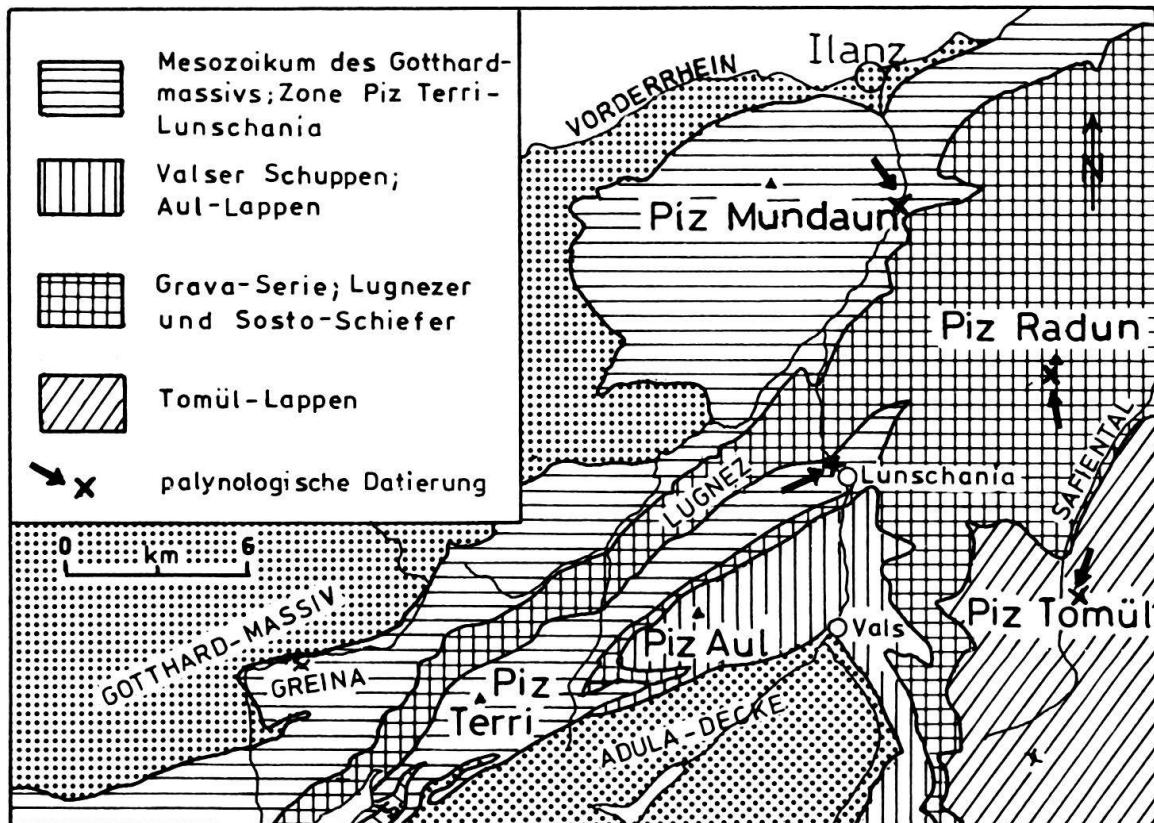 Mesozoikum des Gotthard-
massivs; Zone Piz Terri-
Lunschania
Valser Schuppen;
Aul-Lappen
Grava-Serie; Lugnezer
und Sosto-Schiefer
Tomül-Lappen
palynologische Datierung
0 km 6
Ilanz
VORDERRHEIN
N
Piz Mundaun
Piz Radun
SAFIENTAL
LUGNEZ
Lunschania
Piz Tomül
Piz Aul
Vals
GOTTHARD-MASSIV
GREINA
Piz
Terri
ADULA-DECKE